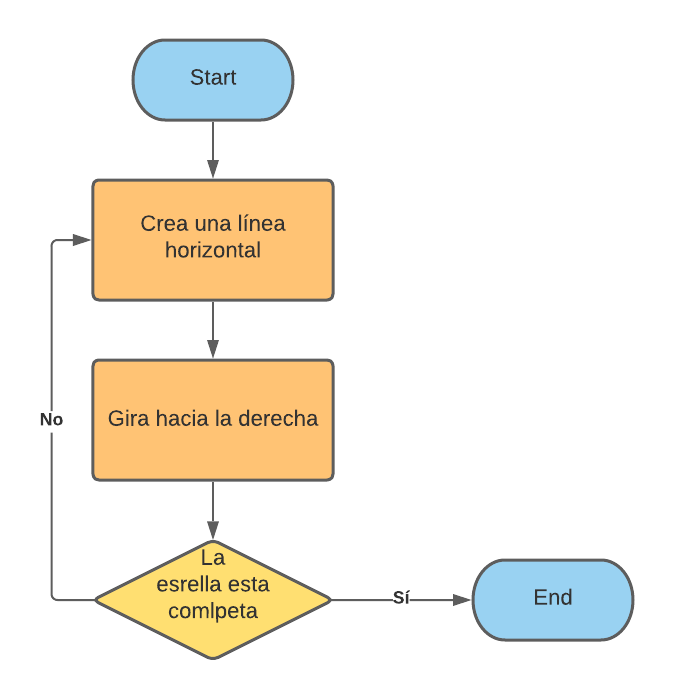 Start
Crea una línea
horizontal
Gira hacia la derecha
No
La
esrella esta
comlpeta
Sí
End